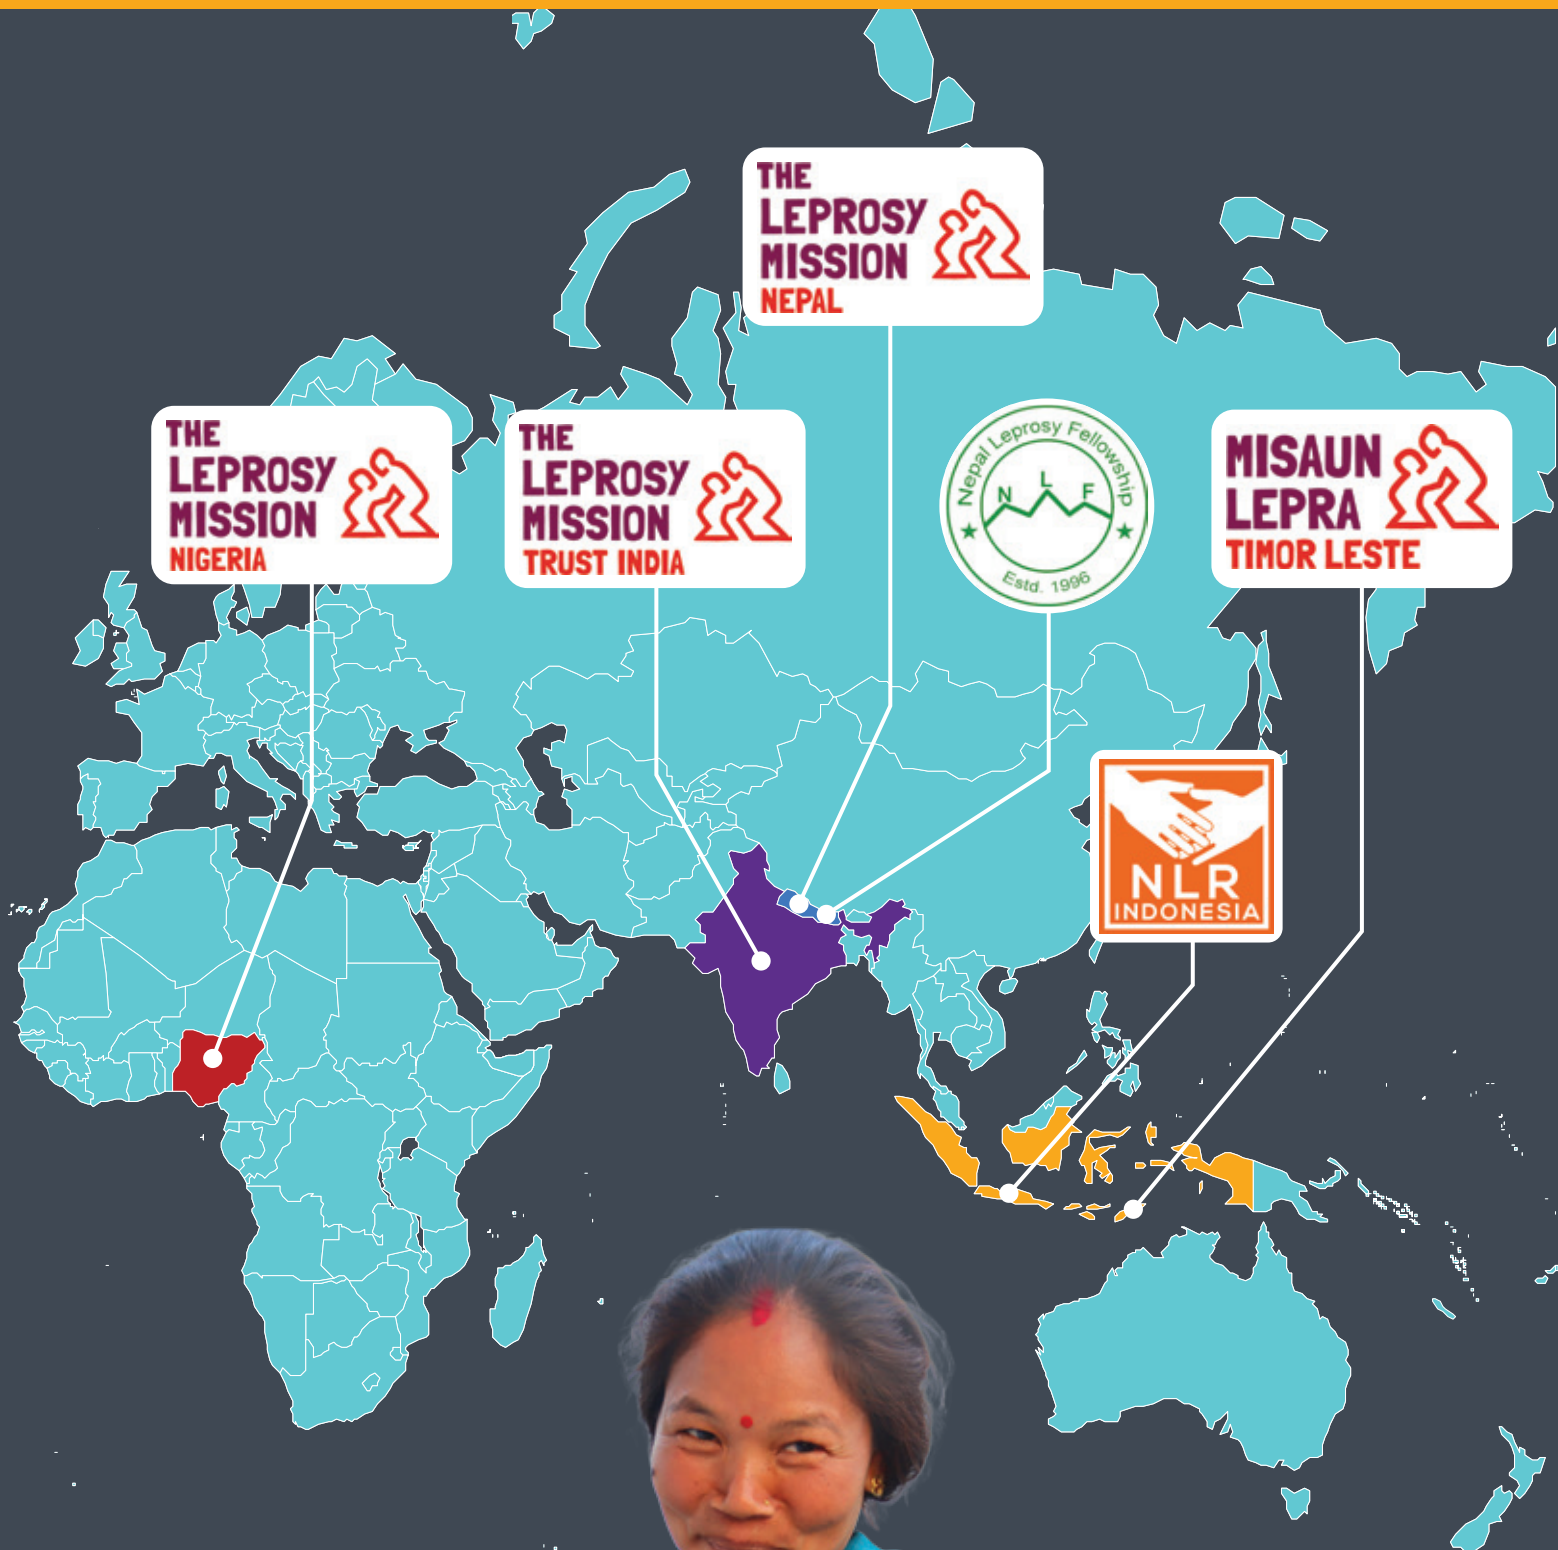 THE
LEPROSY
MISSION
NEPAL
THE
LEPROSY
MISSION
NIGERIA
THE
LEPROSY
MISSION
TRUST INDIA
Nepal Leprosy Fellowship
N L F
Estd. 1996
MISAUN
LEPRA
TIMOR LESTE
NLR
INDONESIA